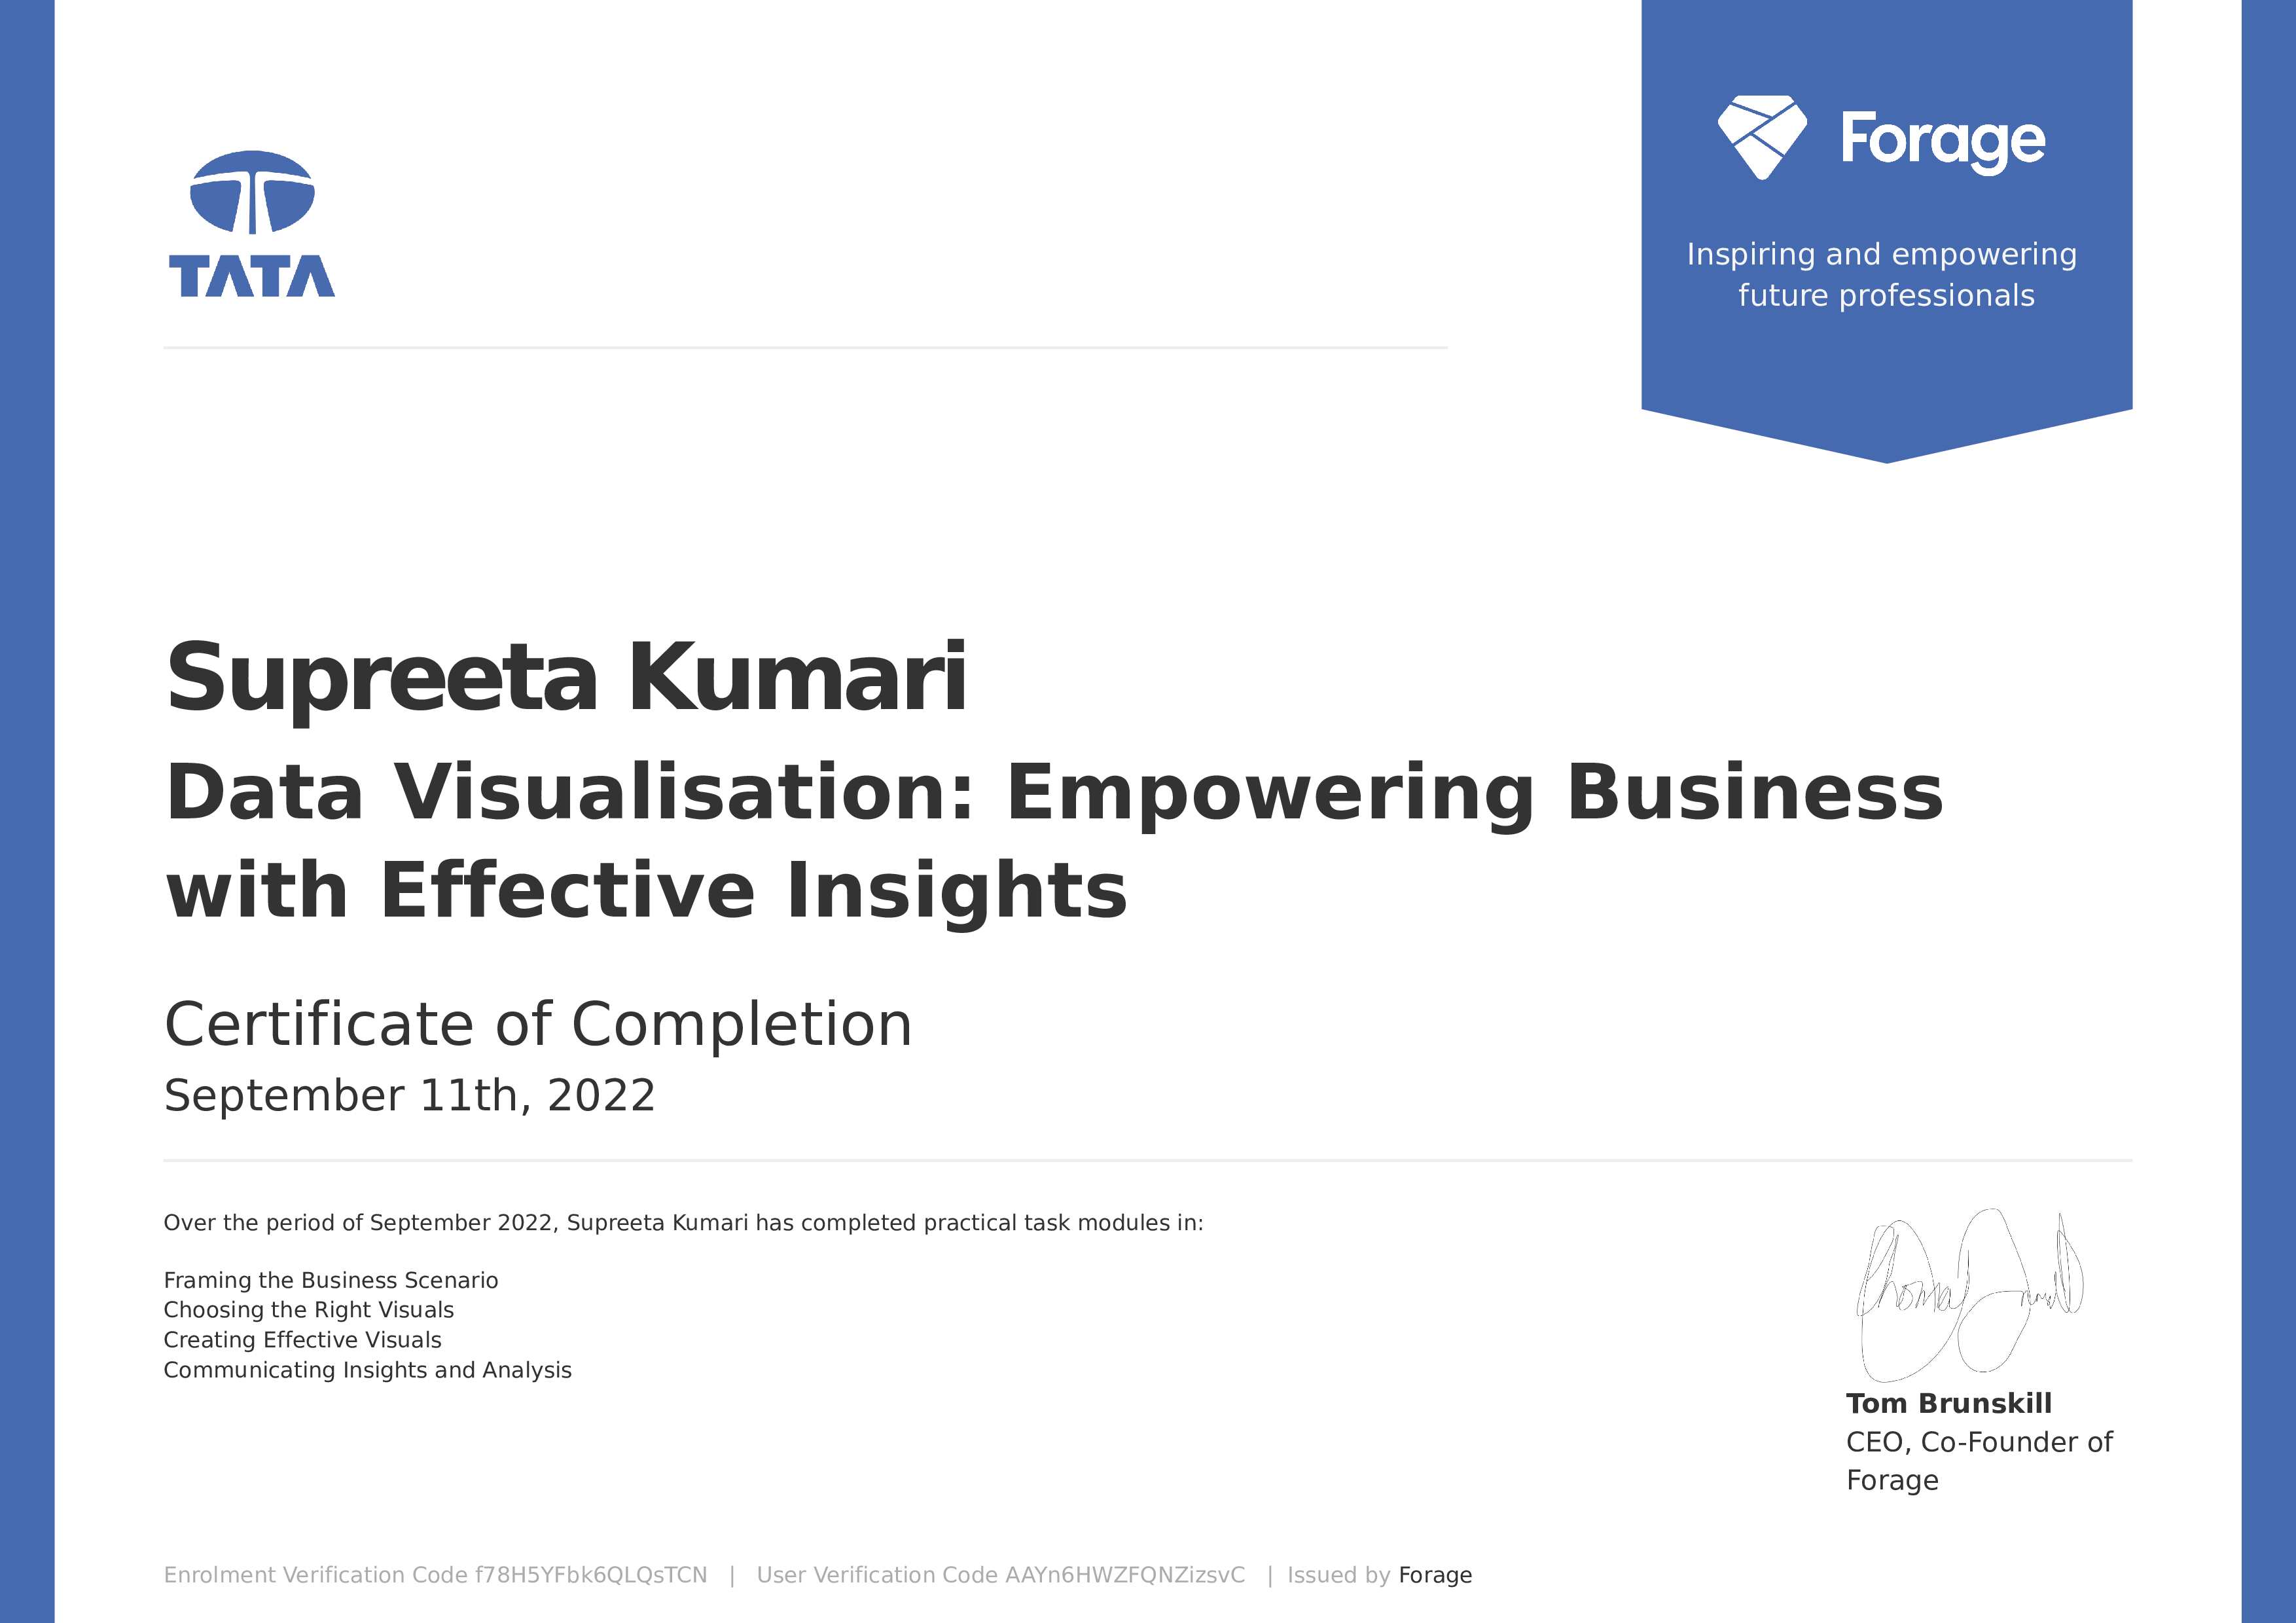 TATA
Forage
Inspiring and empowering
future professionals
Supreeta Kumari
Data Visualisation: Empowering Business
with Effective Insights
Certificate of Completion
September 11th, 2022
Over the period of September 2022, Supreeta Kumari has completed practical task modules in:
Framing the Business Scenario
Choosing the Right Visuals
Creating Effective Visuals
Communicating Insights and Analysis
Tom Brunskill
CEO, Co-Founder of
Forage
Enrolment Verification Code f78H5YFbk6QLQsTCN | User Verification Code AAYn6HWZFQNZizsvC | Issued by Forage